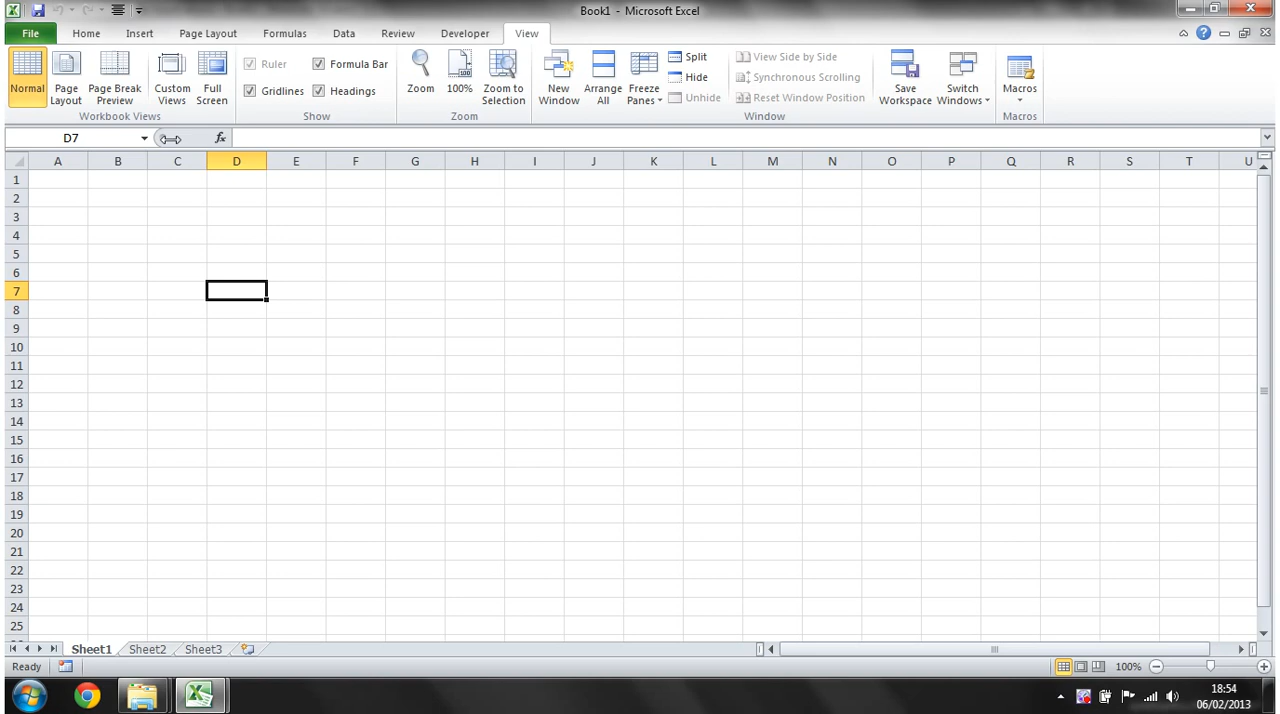 Book1 - Microsoft Excel
File Home Insert Page Layout Formulas Data Review Developer View
Normal
Page Layout
Page Break Preview
Custom Views
Full Screen
Workbook Views
Ruler
Formula Bar
Gridlines
Headings
Show
Zoom
100%
Zoom to Selection
Zoom
New Window
Arrange All
Freeze Panes
Split
Hide
Unhide
View Side by Side
Synchronous Scrolling
Reset Window Position
Window
Save Workspace
Switch Windows
Macros
Macros
D7 fx
A B C D E F G H I J K L M N O P Q R S T U
1
2
3
4
5
6
7
8
9
10
11
12
13
14
15
16
17
18
19
20
21
22
23
24
25
Sheet1 Sheet2 Sheet3
Ready 100%
18:54
06/02/2013